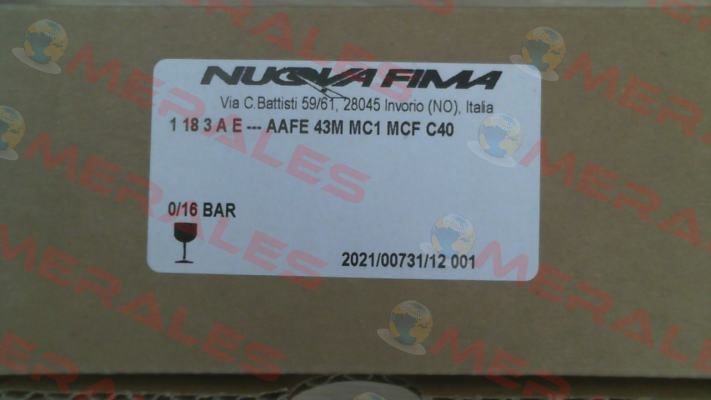 NUOVA FIMA
Via C.Battisti 59/61, 28045 Invorio (NO), Italia
1 18 3 A E --- AAFE 43M MC1 MCF C40
0/16 BAR
2021/00731/12 001
MERALES
MERALES
MERALES
MERALES